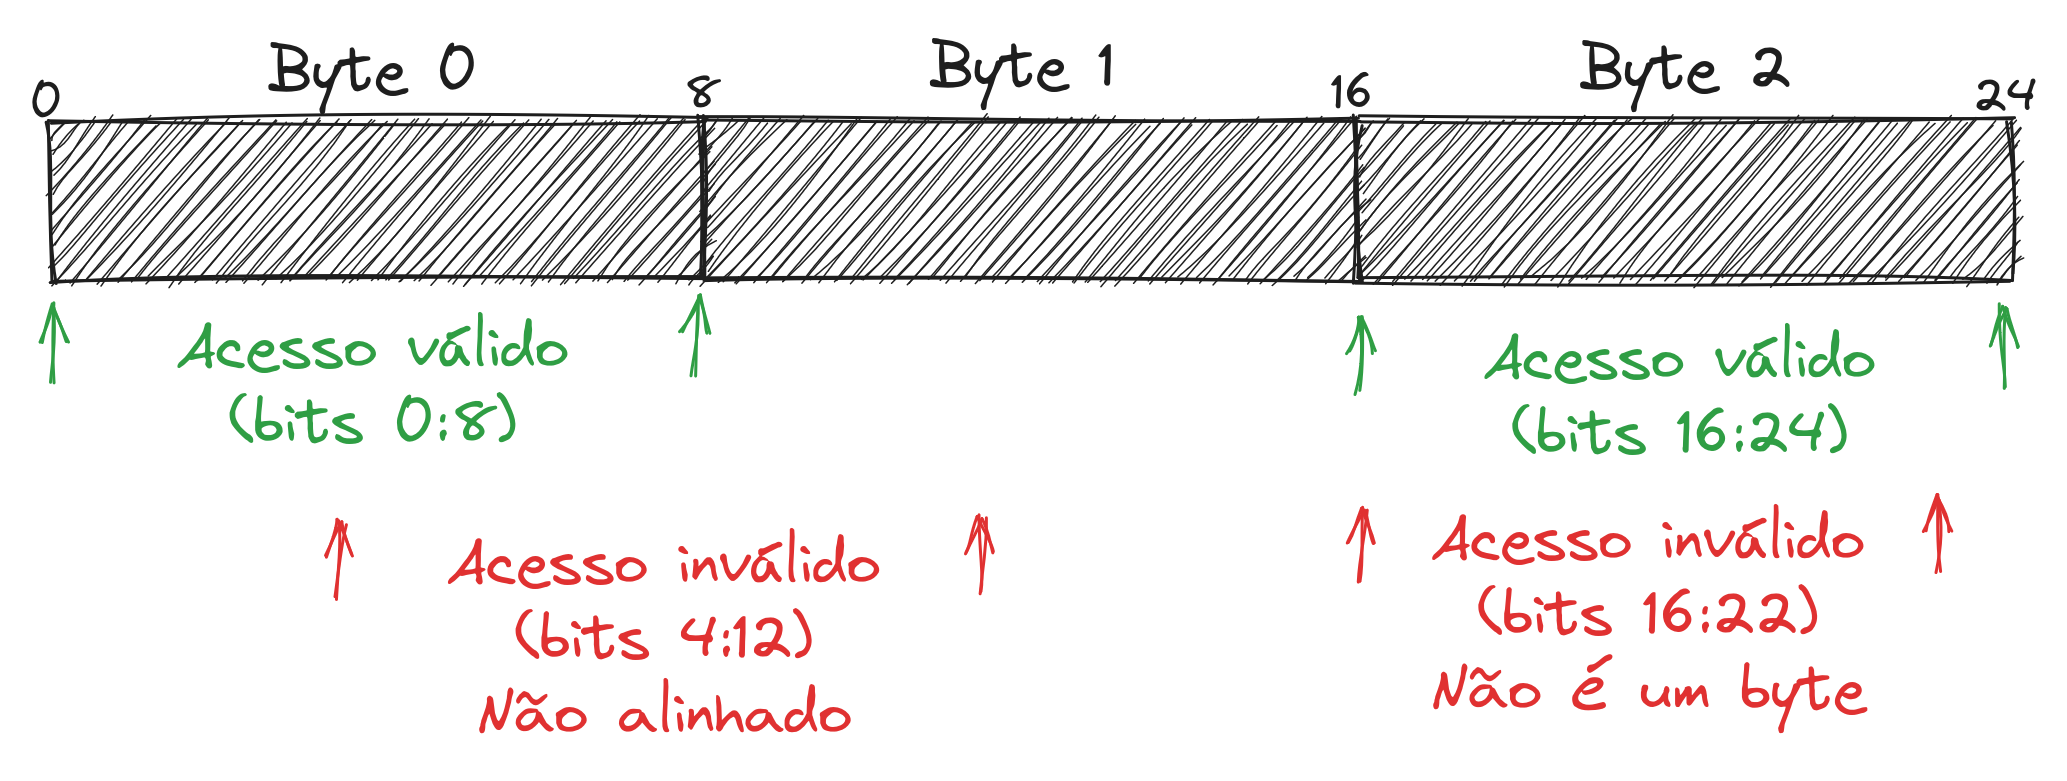 Byte 0
Byte 1
Byte 2
0
8
16
24
Acesso válido
(bits 0:8)
Acesso válido
(bits 16:24)
Acesso inválido
(bits 4:12)
Não alinhado
Acesso inválido
(bits 16:22)
Não é um byte